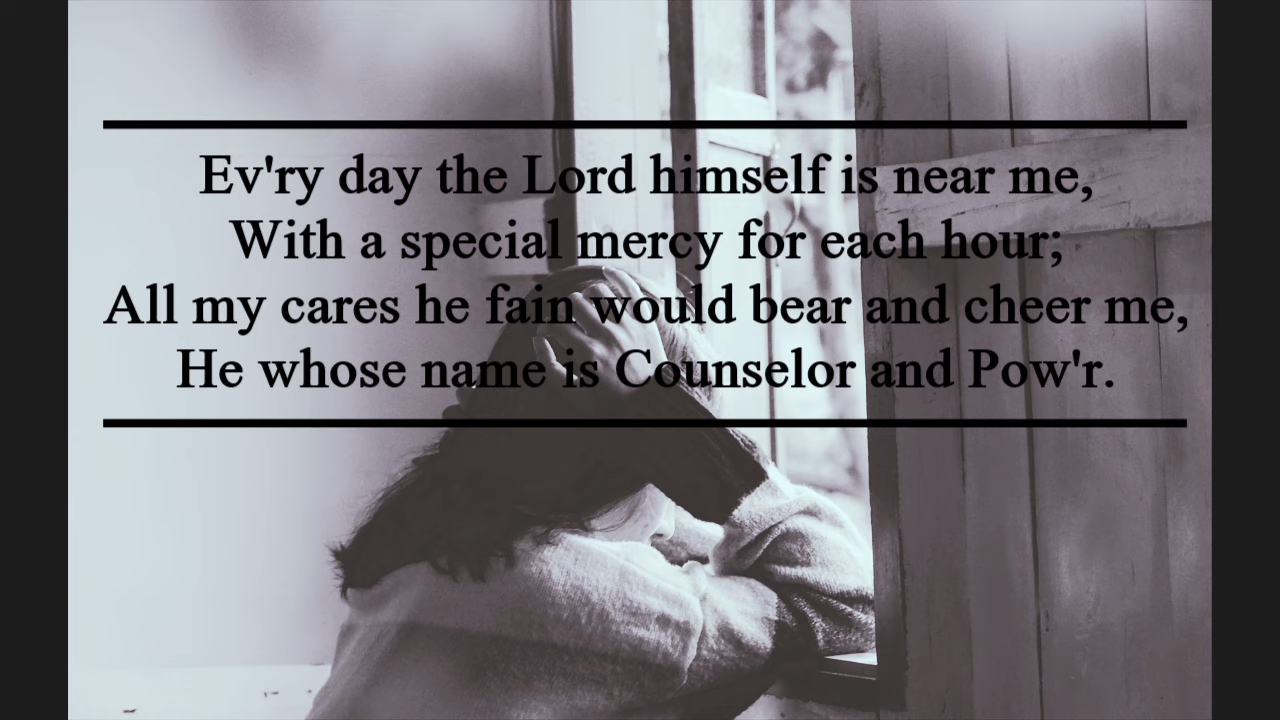 Ev'ry day the Lord himself is near me,
With a special mercy for each hour;
All my cares he fain would bear and cheer me,
He whose name is Counselor and Pow'r.